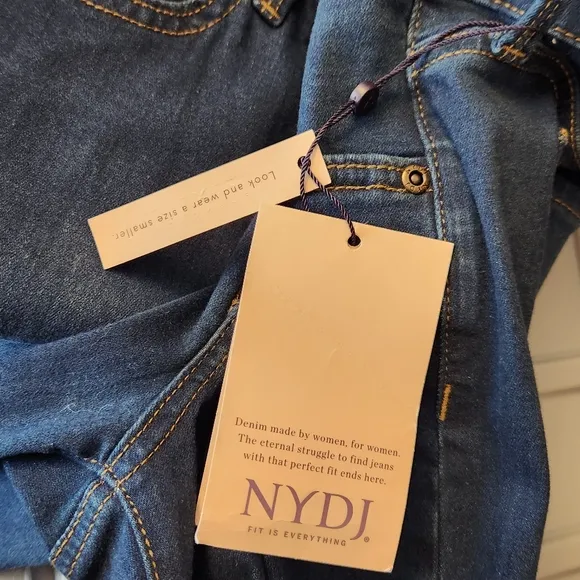 Look and wear a size smaller.
Denim made by women, for women.
The eternal struggle to find jeans
with that perfect fit ends here.
NYDJ®
FIT IS EVERYTHING